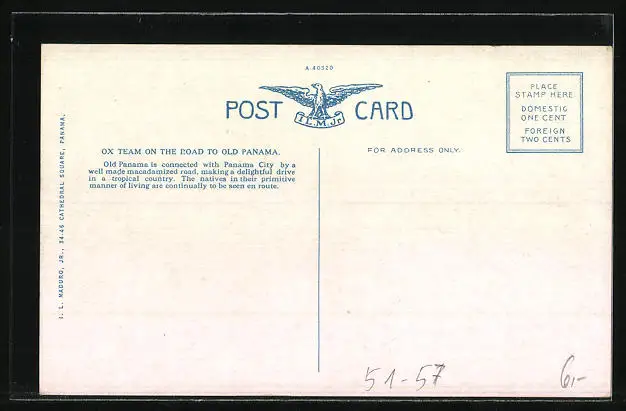 A-40320
POST CARD
I.L.M.Jr.
PLACE
STAMP HERE
DOMESTIC
ONE CENT
FOREIGN
TWO CENTS
OX TEAM ON THE ROAD TO OLD PANAMA.
Old Panama is connected with Panama City by a
well made macadamized road, making a delightful drive
in a tropical country. The natives in their primitive
manner of living are continually to be seen en route.
FOR ADDRESS ONLY.
I. L. MADURO, JR., 34-46 CATHEDRAL SQUARE, PANAMA.
51-57
6,-